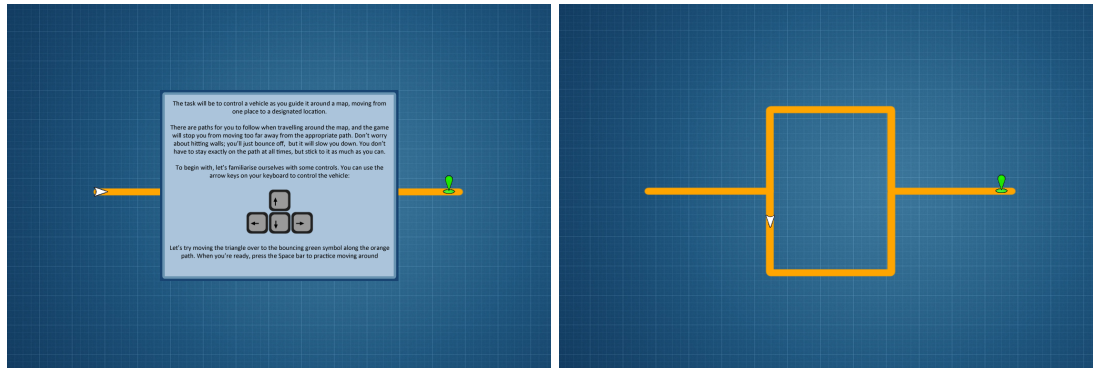 The task will be to control a vehicle as you guide it around a map, moving from
one place to a designated location.
There are paths for you to follow when travelling around the map, and the game
will stop you from moving too far away from the appropriate path. Don't worry
about hitting walls; you'll just bounce off, but it will slow you down. You don't
have to stay exactly on the path at all times, but stick to it as much as you can.
To begin with, let's familiarise ourselves with some controls. You can use the
arrow keys on your keyboard to control the vehicle:
Let's try moving the triangle over to the bouncing green symbol along the orange
path. When you're ready, press the Space bar to practice moving around